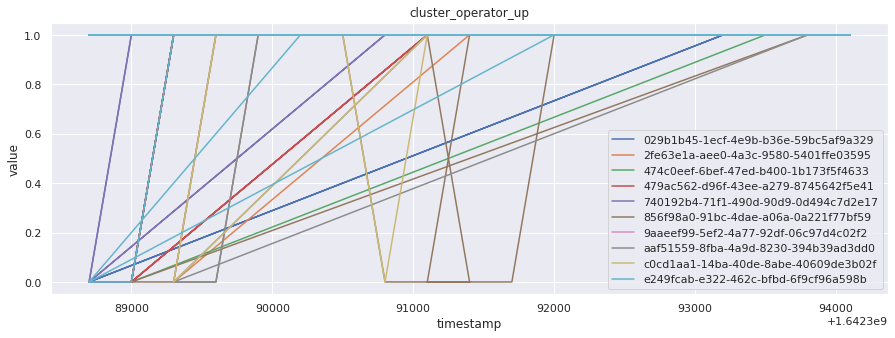 cluster_operator_up
value
1.0
0.8
0.6
0.4
0.2
0.0
029b1b45-1ecf-4e9b-b36e-59bc5af9a329
2fe63e1a-aee0-4a3c-9580-5401ffe03595
474c0eef-6bef-47ed-b400-1b173f5f4633
479ac562-d96f-43ee-a279-8745642f5e41
740192b4-71f1-490d-90d9-0d494c7d2e17
856f98a0-91bc-4dae-a06a-0a221f77bf59
9aaeef99-5ef2-4a77-92df-06c97d4c02f2
aaf51559-8fba-4a9d-8230-394b39ad3dd0
c0cd1aa1-14ba-40de-8abe-40609de3b02f
e249fcab-e322-462c-bfbd-6f9cf96a598b
89000 90000 91000 92000 93000 94000
timestamp
+1.6423e9